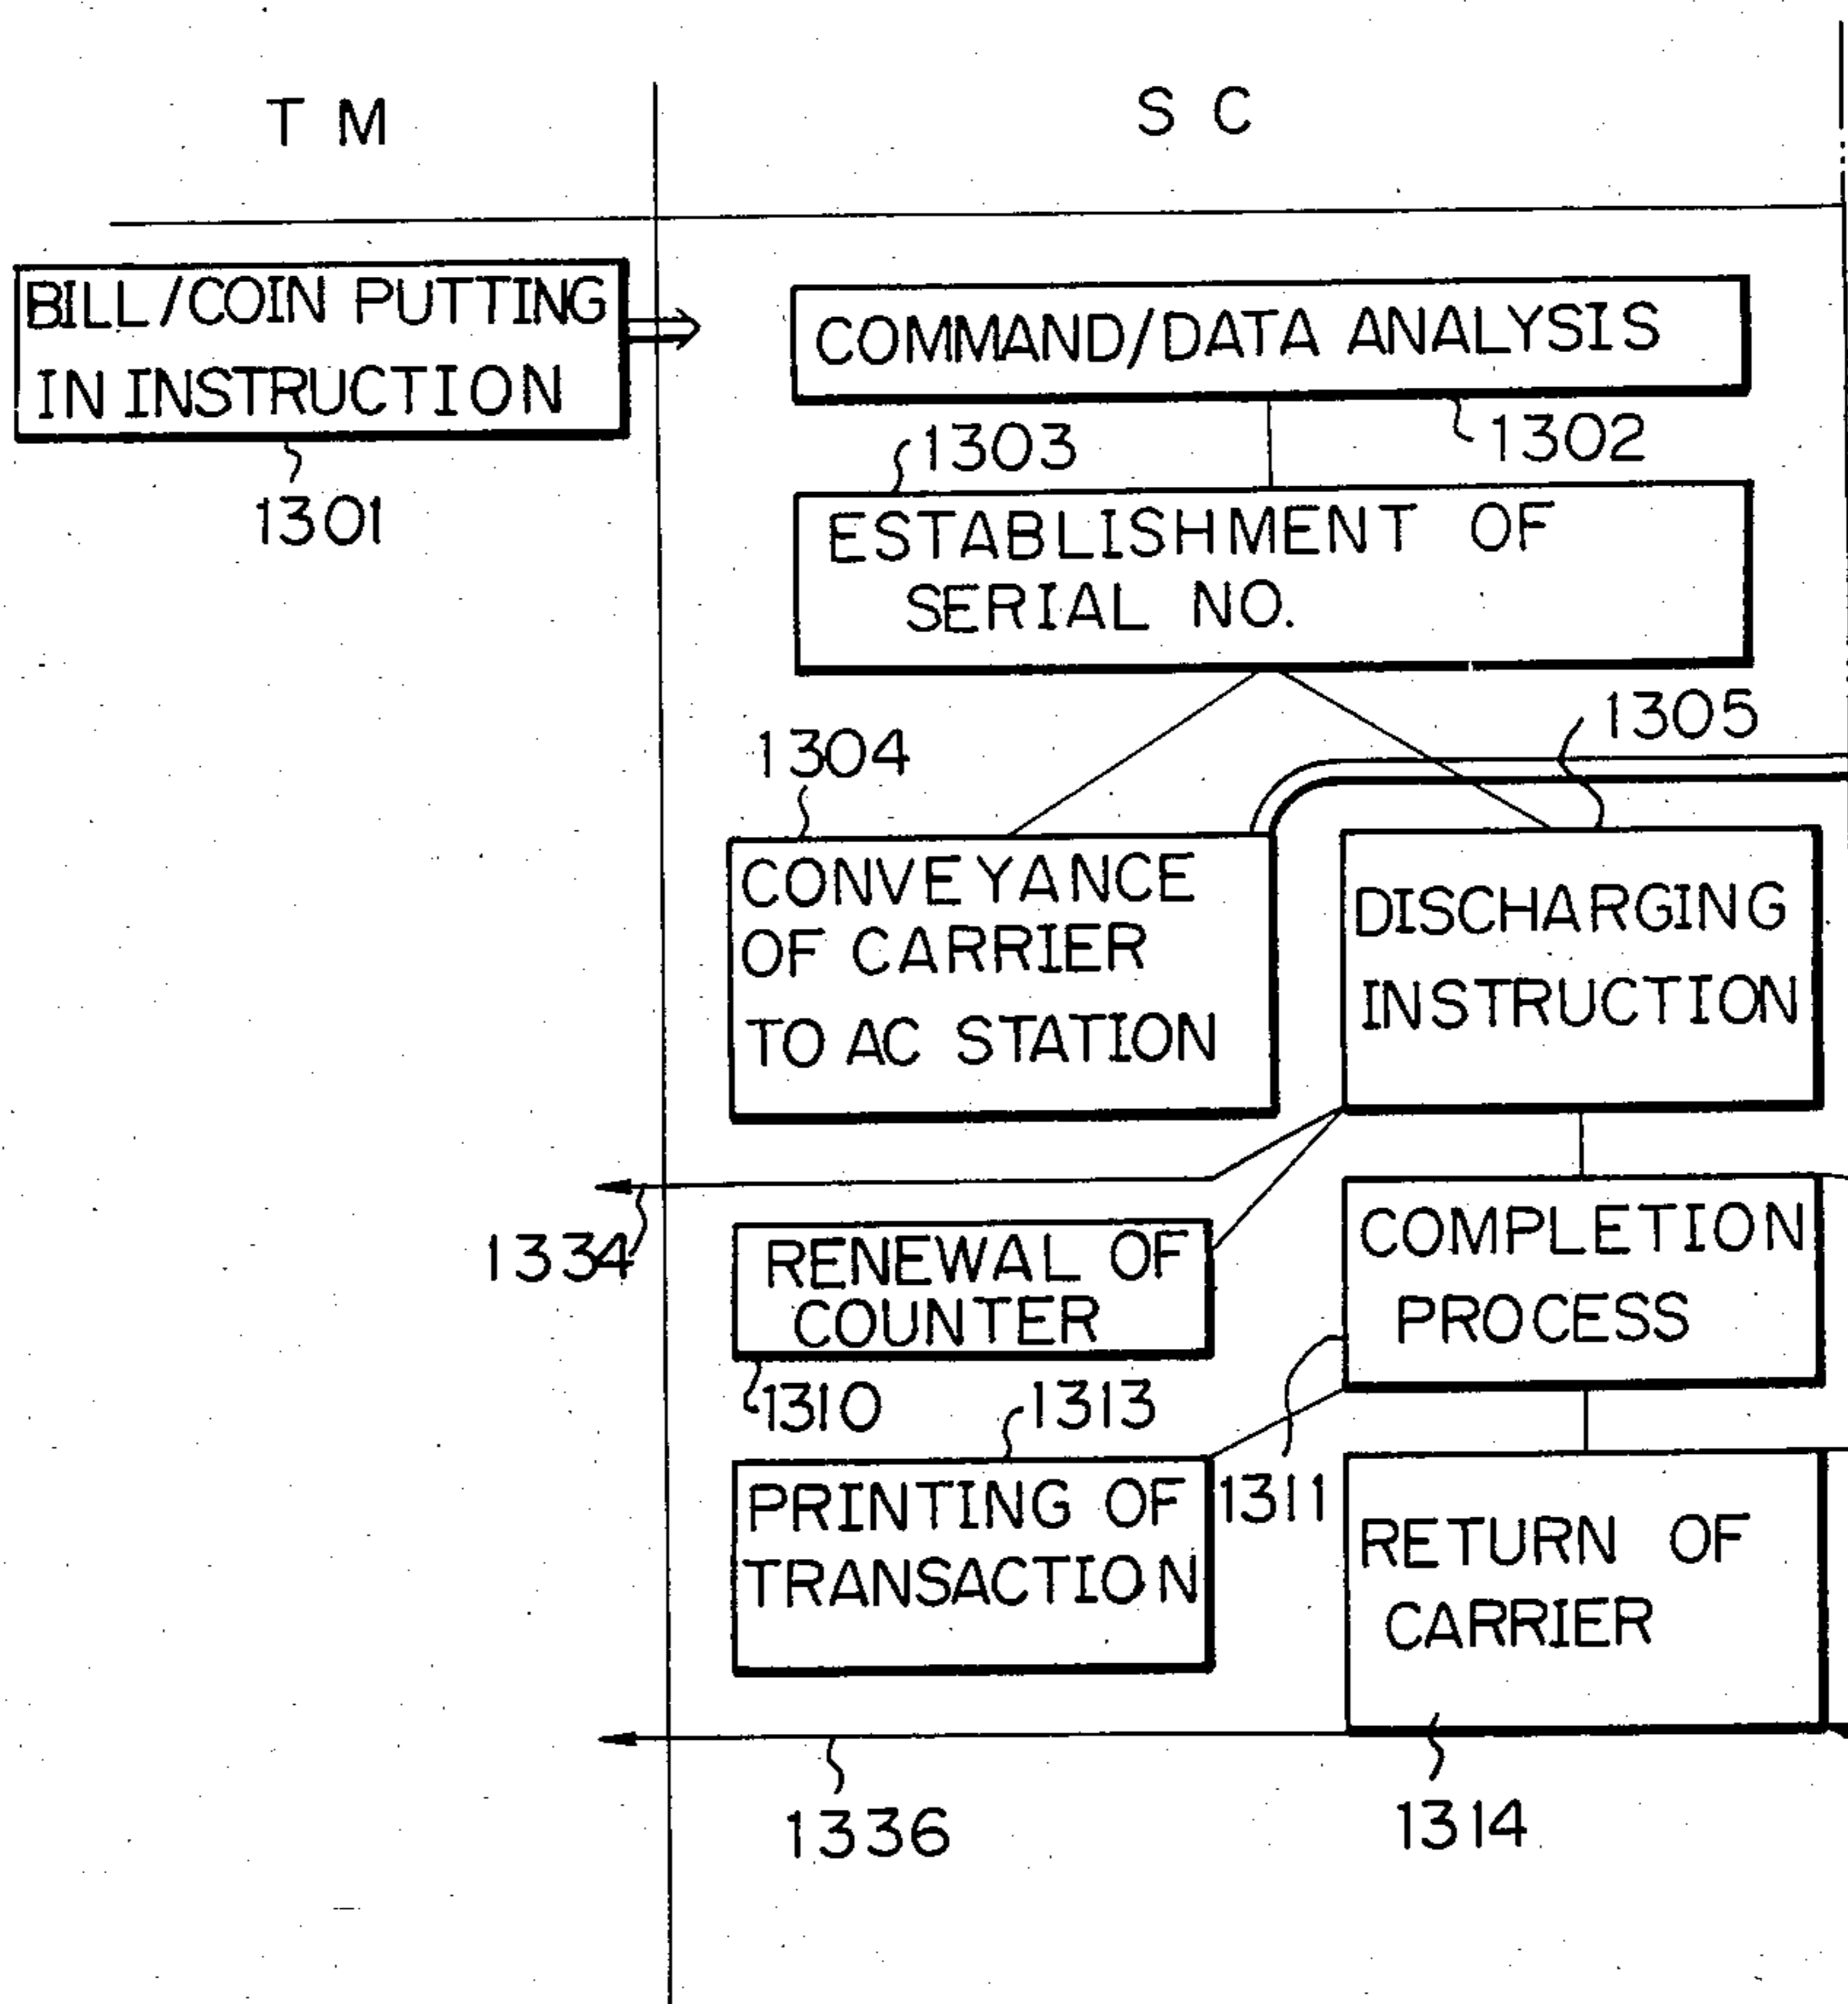 TM
SC
BILL/COIN PUTTING
IN INSTRUCTION
1301
COMMAND/DATA ANALYSIS
1302
1303
ESTABLISHMENT OF
SERIAL NO.
1304
1305
CONVEYANCE
OF CARRIER
TO AC STATION
DISCHARGING
INSTRUCTION
1334
RENEWAL OF
COUNTER
1310
COMPLETION
PROCESS
1311
1313
PRINTING OF
TRANSACTION
RETURN OF
CARRIER
1336
1314